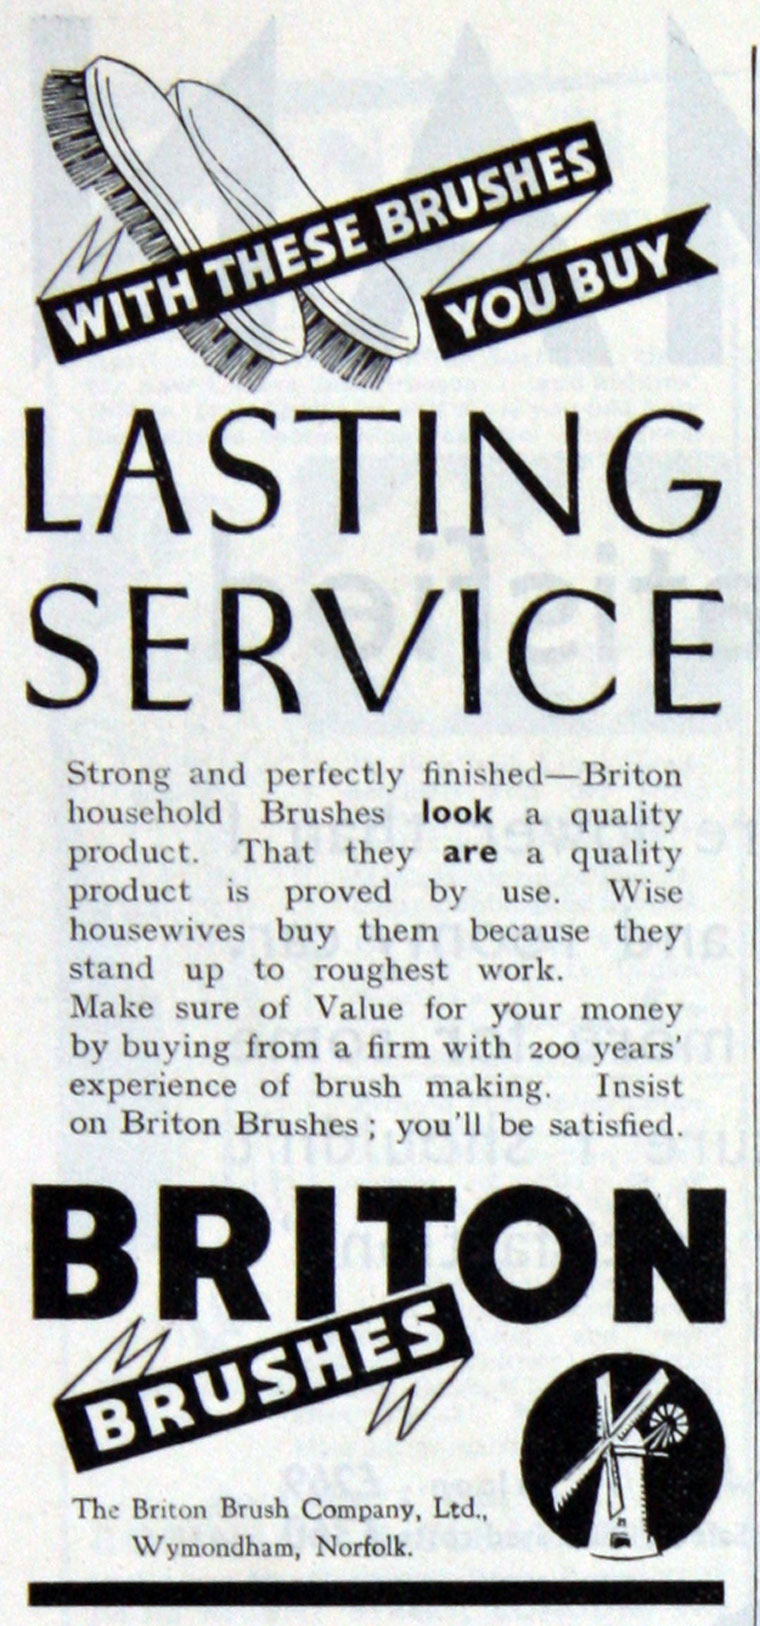 WITH THESE BRUSHES
YOU BUY
LASTING
SERVICE
Strong and perfectly finished—Briton
household Brushes look a quality
product. That they are a quality
product is proved by use. Wise
housewives buy them because they
stand up to roughest work.
Make sure of Value for your money
by buying from a firm with 200 years'
experience of brush making. Insist
on Briton Brushes ; you'll be satisfied.
BRITON
BRUSHES
The Briton Brush Company, Ltd.,
Wymondham, Norfolk.